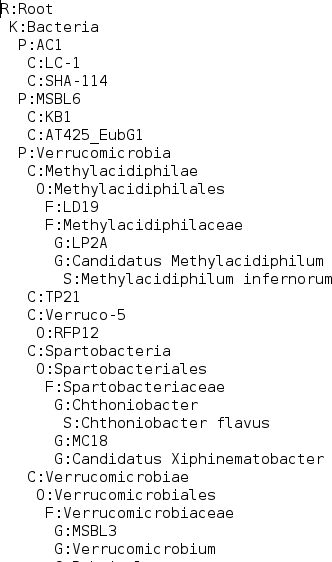 R:Root
K:Bacteria
P:AC1
C:LC-1
C:SHA-114
P:MSBL6
C:KB1
C:AT425_EubG1
P:Verrucomicrobia
C:Methylacidiphilae
O:Methylacidiphilales
F:LD19
F:Methylacidiphilaceae
G:LP2A
G:Candidatus Methylacidiphilum
S:Methylacidiphilum infernorum
C:TP21
C:Verruco-5
O:RFP12
C:Spartobacteria
O:Spartobacteriales
F:Spartobacteriaceae
G:Chthoniobacter
S:Chthoniobacter flavus
G:MC18
G:Candidatus Xiphinematobacter
C:Verrucomicrobiae
O:Verrucomicrobiales
F:Verrucomicrobiaceae
G:MSBL3
G:Verrucomicrobium